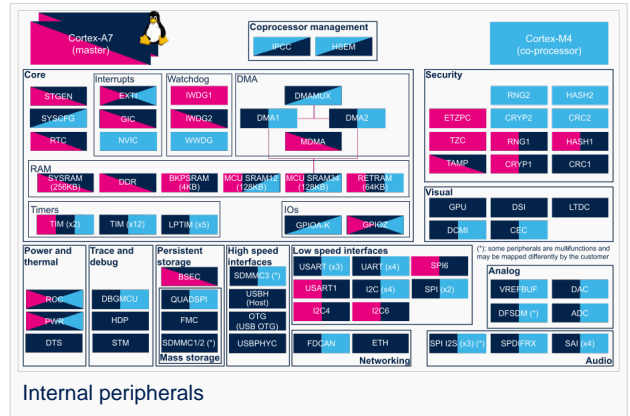 Cortex-A7
(master)
Coprocessor management
IPCC
HSEM
Cortex-M4
(co-processor)
Core
STGEN
SYSCFG
RTC
Interrupts
EXTI
GIC
NVIC
Watchdog
IWDG1
IWDG2
WWDG
DMA
DMAMUX
DMA1
DMA2
MDMA
Security
RNG2
HASH2
ETZPC
CRYP2
CRC2
TZC
RNG1
HASH1
TAMP
CRYP1
CRC1
RAM
SYSRAM
(256KB)
DDR
BKPSRAM
(4KB)
MCU SRAM12
(128KB)
MCU SRAM34
(128KB)
RETRAM
(64KB)
Timers
TIM (x2)
TIM (x12)
LPTIM (x5)
IOs
GPIOA-K
GPIOZ
Visual
GPU
DSI
LTDC
DCMI
CEC
Power and
thermal
RCC
PWR
DTS
Trace and
debug
DBGMCU
HDP
STM
Persistent
storage
BSEC
QUADSPI
FMC
SDMMC1/2 (*)
Mass storage
High speed
interfaces
SDMMC3 (*)
USBH
(Host)
OTG
(USB OTG)
USBPHYC
Low speed interfaces
USART (x3)
UART (x4)
SPI6
USART1
I2C (x4)
SPI (x2)
I2C4
I2C6
FDCAN
ETH
Networking
(*): some peripherals are multifunctions and
may be mapped differently by the customer
Analog
VREFBUF
DAC
DFSDM (*)
ADC
SPI I2S (x3) (*)
SPDIFRX
SAI (x4)
Audio
Internal peripherals